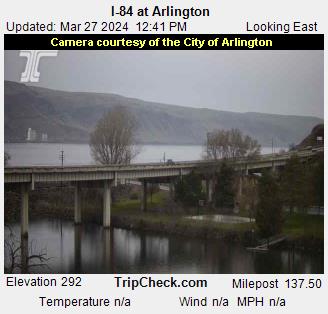 I-84 at Arlington
Updated: Mar 27 2024 12:41 PM Looking East
Camera courtesy of the City of Arlington
Elevation 292 TripCheck.com Milepost 137.50
Temperature n/a Wind n/a MPH n/a